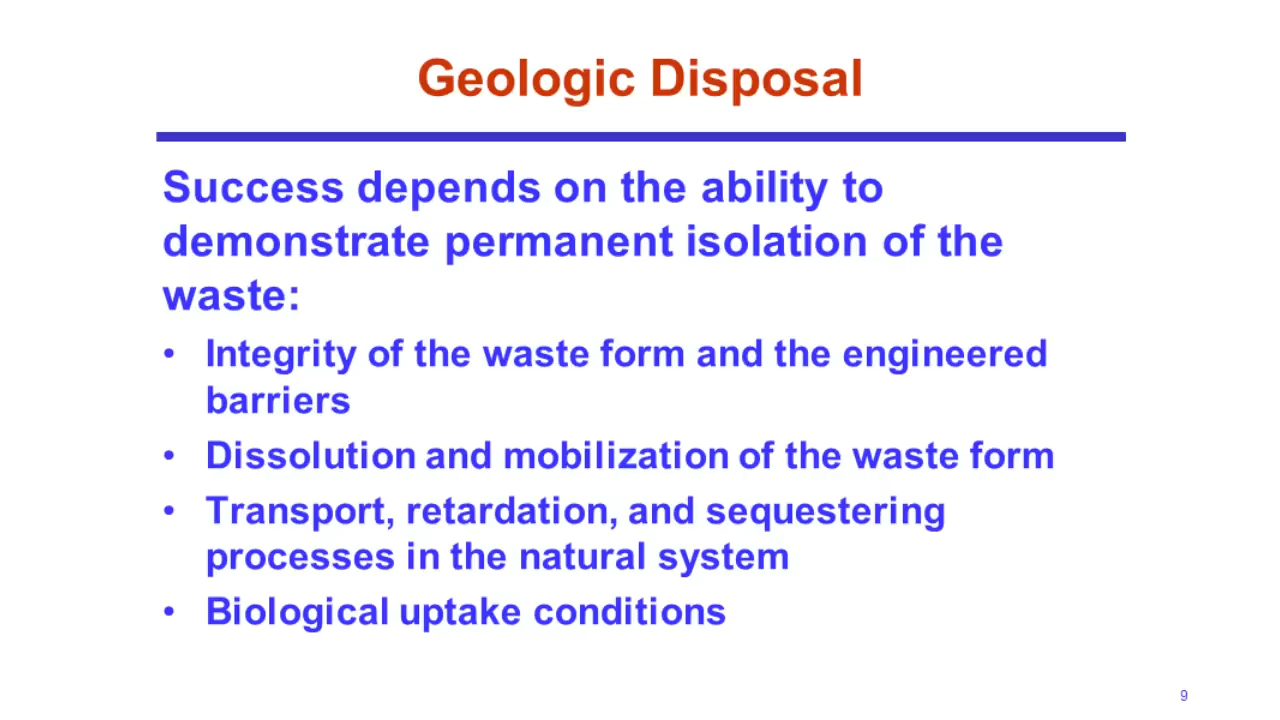 Geologic Disposal
Success depends on the ability to
demonstrate permanent isolation of the
waste:
• Integrity of the waste form and the engineered
barriers
• Dissolution and mobilization of the waste form
• Transport, retardation, and sequestering
processes in the natural system
• Biological uptake conditions
9